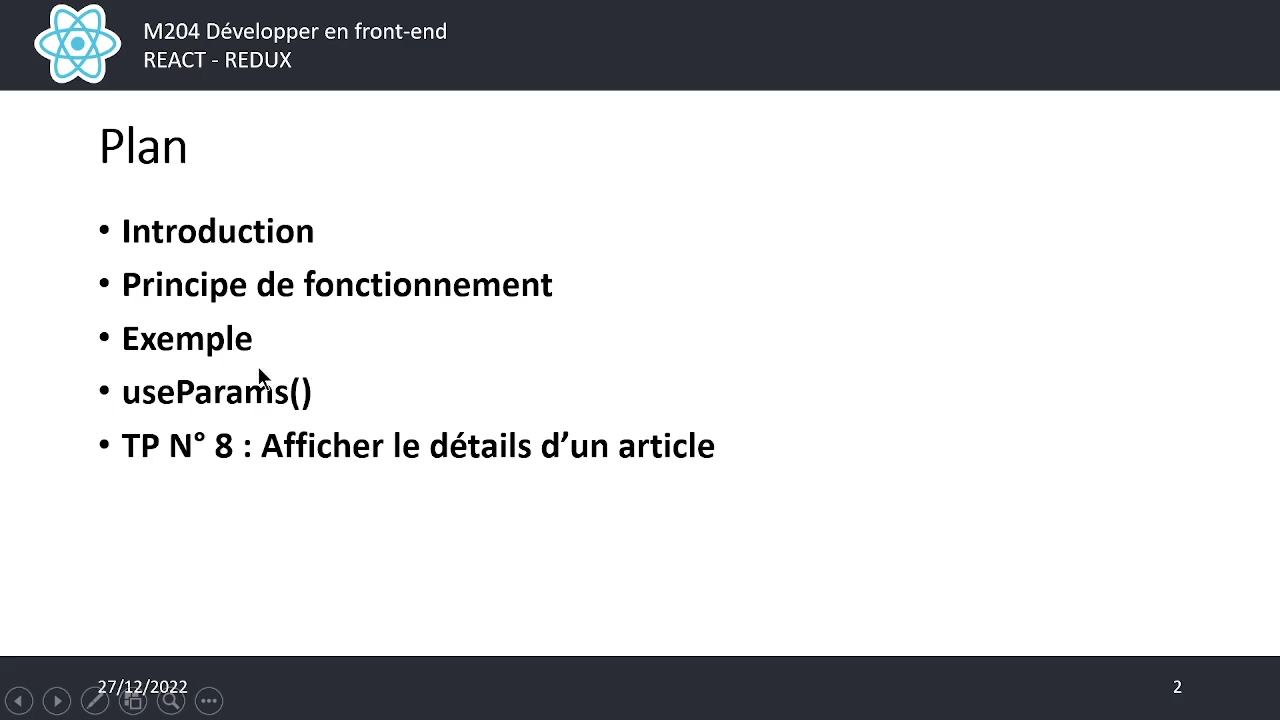 M204 Développer en front-end
REACT - REDUX
Plan
• Introduction
• Principe de fonctionnement
• Exemple
• useParams()
• TP N° 8 : Afficher le détails d’un article
27/12/2022
2